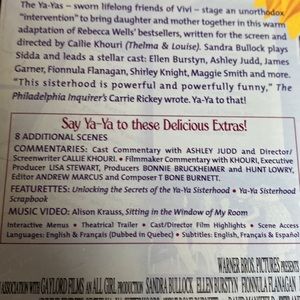 The Ya-Yas – sworn lifelong friends of Vivi – stage an unorthodox
"intervention" to bring daughter and mother together in this warm
adaptation of Rebecca Wells' bestsellers, written for the screen and
directed by Callie Khouri (Thelma & Louise). Sandra Bullock plays
Sidda and leads a stellar cast: Ellen Burstyn, Ashley Judd, James
Garner, Fionnula Flanagan, Shirley Knight, Maggie Smith and more.
"This sisterhood is powerful and powerfully funny," The
Philadelphia Inquirer's Carrie Rickey wrote. Ya-Ya to that!
Say Ya-Ya to these Delicious Extras!
8 ADDITIONAL SCENES
COMMENTARIES: Cast Commentary with ASHLEY JUDD and Director/
Screenwriter CALLIE KHOURI. • Filmmaker Commentary with KHOURI, Executive
Producer LISA STEWART, Producers BONNIE BRUCKHEIMER and HUNT LOWRY,
Editor ANDREW MARCUS and Composer T BONE BURNETT.
FEATURETTES: Unlocking the Secrets of the Ya-Ya Sisterhood • Ya-Ya Sisterhood
Scrapbook
MUSIC VIDEO: Alison Krauss, Sitting in the Window of My Room
Interactive Menus • Theatrical Trailer • Cast/Director Film Highlights • Scene Access
Languages: English & Français (Dubbed in Quebec) • Subtitles: English, Français & Español
WARNER BROS. PICTURES PRESENTS
ASSOCIATION WITH GAYLORD FILMS AN ALL GIRL PRODUCTION SANDRA BULLOCK ELLEN BURSTYN FIONNULA FLANAGAN